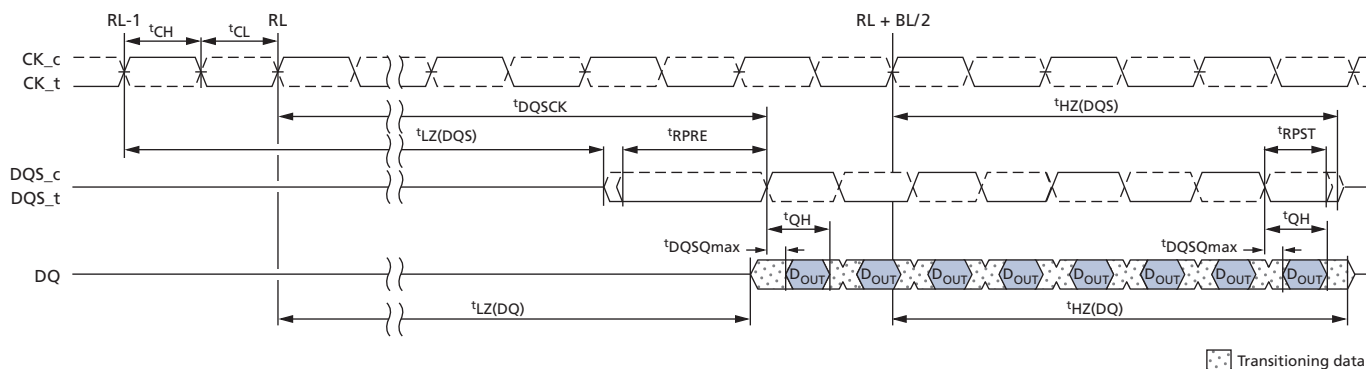 RL-1 RL RL + BL/2
tCH tCL
CK_c
CK_t
tDQSCK tHZ(DQS)
tLZ(DQS) tRPRE tRPST
DQS_c
DQS_t
tQH tQH
tDQSQmax tDQSQmax
DQ DOUT DOUT DOUT DOUT DOUT DOUT DOUT DOUT
tLZ(DQ) tHZ(DQ)
Transitioning data